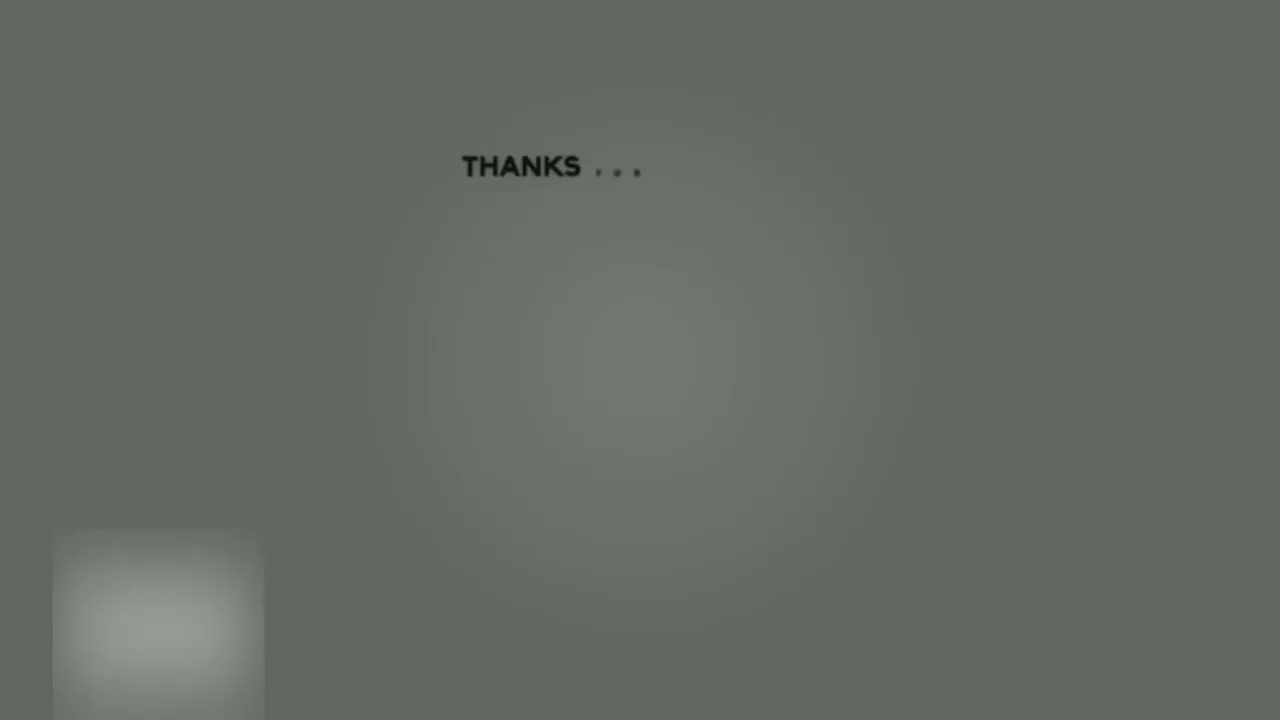 THANKS . . .